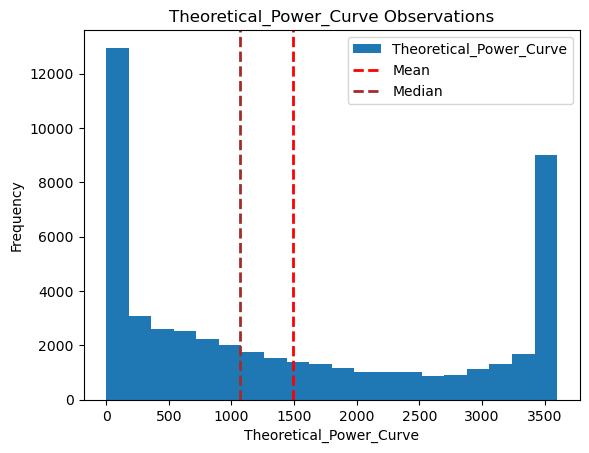 Theoretical_Power_Curve Observations
Theoretical_Power_Curve
Mean
Median
Frequency
12000
10000
8000
6000
4000
2000
0
0 500 1000 1500 2000 2500 3000 3500
Theoretical_Power_Curve